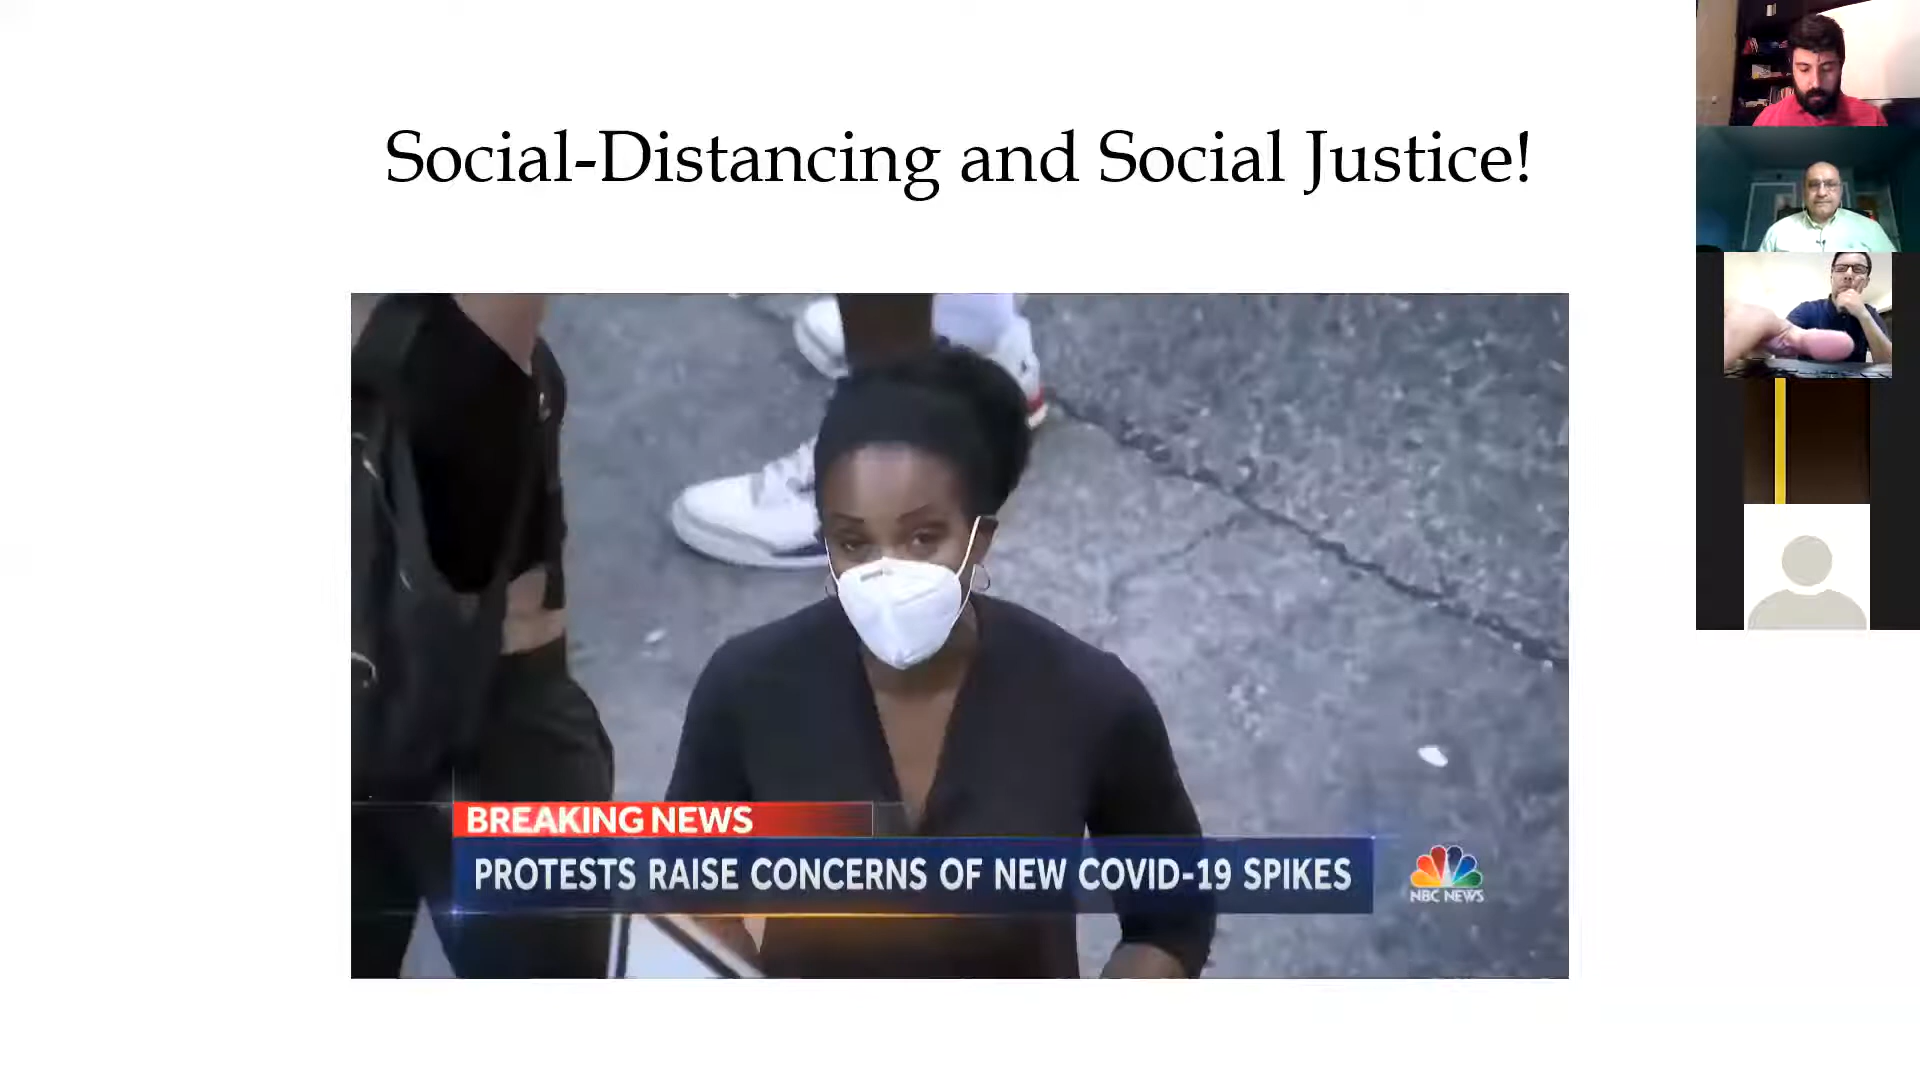 Social-Distancing and Social Justice!
BREAKING NEWS
PROTESTS RAISE CONCERNS OF NEW COVID-19 SPIKES
NBC NEWS